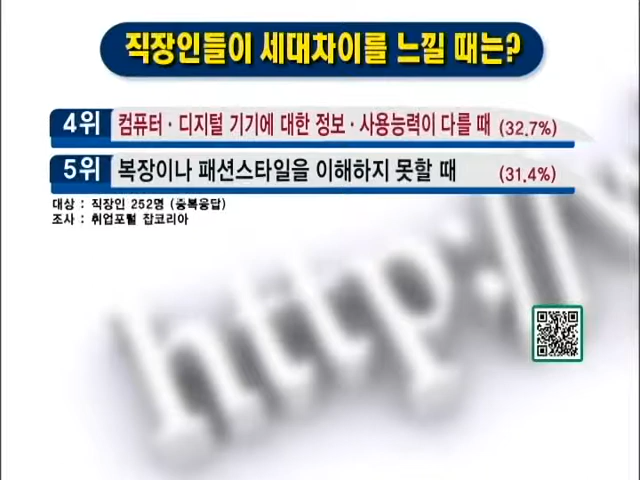 직장인들이 세대차이를 느낄 때는?
4위 컴퓨터·디지털 기기에 대한 정보·사용능력이 다를 때 (32.7%)
5위 복장이나 패션스타일을 이해하지 못할 때 (31.4%)
대상 : 직장인 252명 (중복응답)
조사 : 취업포털 잡코리아
http://